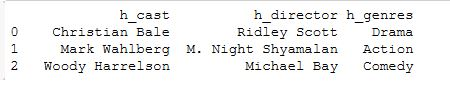 h_cast h_director h_genres
0 Christian Bale Ridley Scott Drama
1 Mark Wahlberg M. Night Shyamalan Action
2 Woody Harrelson Michael Bay Comedy